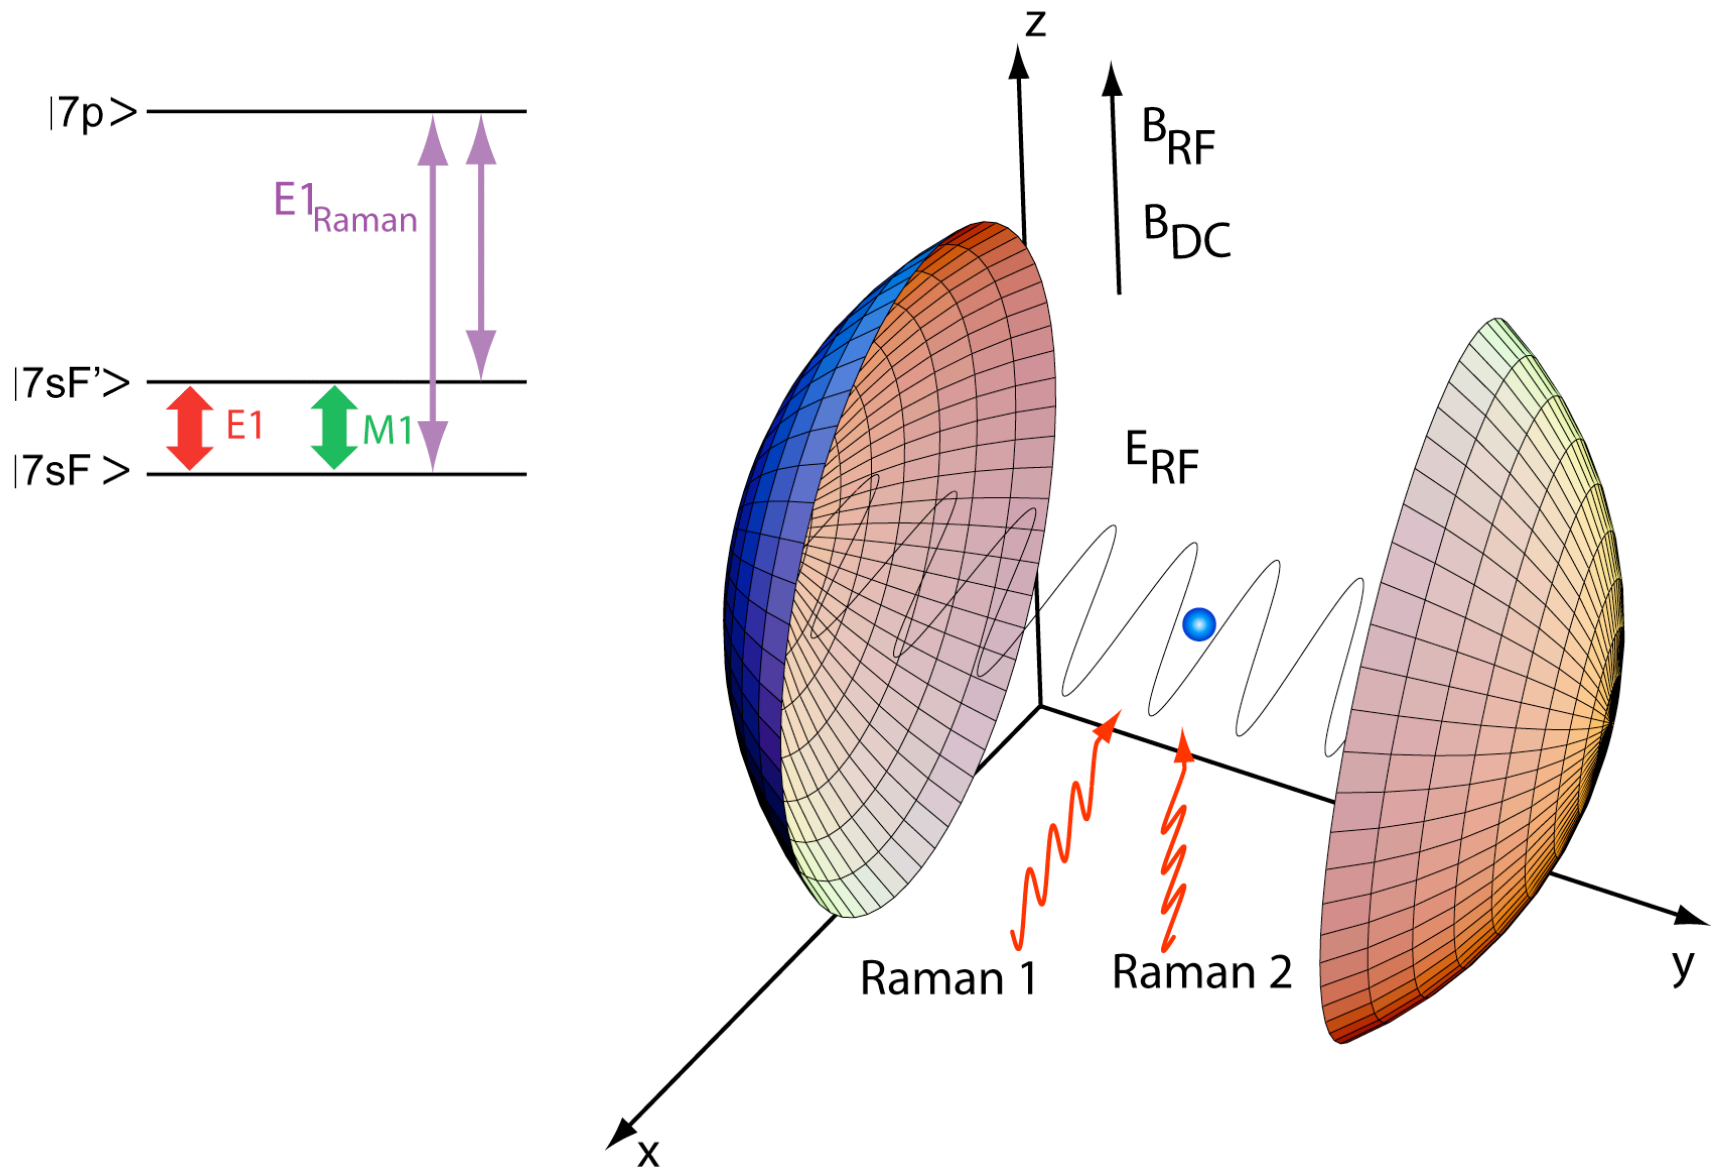 |7p>
E1Raman
|7sF'>
E1
M1
|7sF >
z
BRF
BDC
ERF
Raman 1
Raman 2
y
x